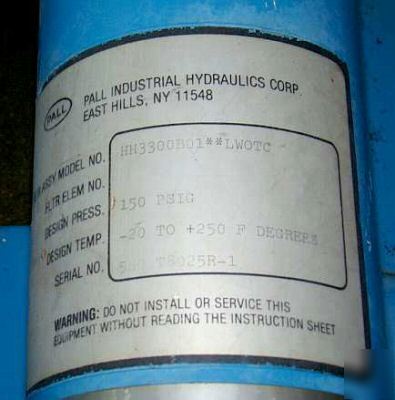 PALL
PALL INDUSTRIAL HYDRAULICS CORP.
EAST HILLS, NY 11548
ASSY MODEL NO. HH3300B01**LWOTC
FLTR ELEM NO.
DESIGN PRESS. 150 PSIG
DESIGN TEMP. -20 TO +250 F DEGREES
SERIAL NO. T8025R-1
WARNING: DO NOT INSTALL OR SERVICE THIS
EQUIPMENT WITHOUT READING THE INSTRUCTION SHEET